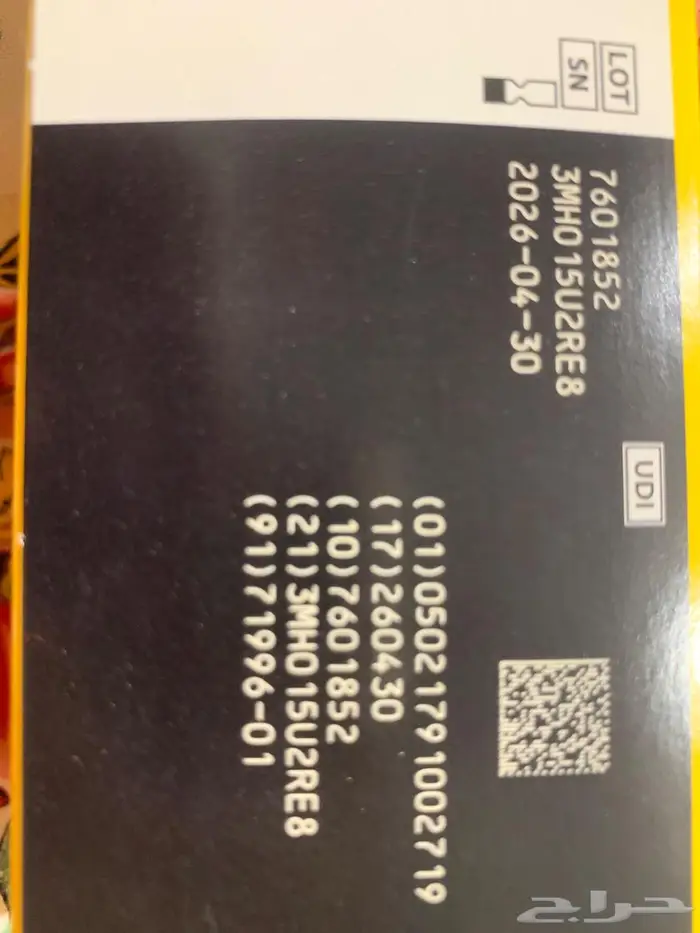 LOT 7601852
SN 3MH015U2RE8
2026-04-30
UDI
(01)05021791002719
(17)260430
(10)7601852
(21)3MH015U2RE8
(91)71996-01
حراج